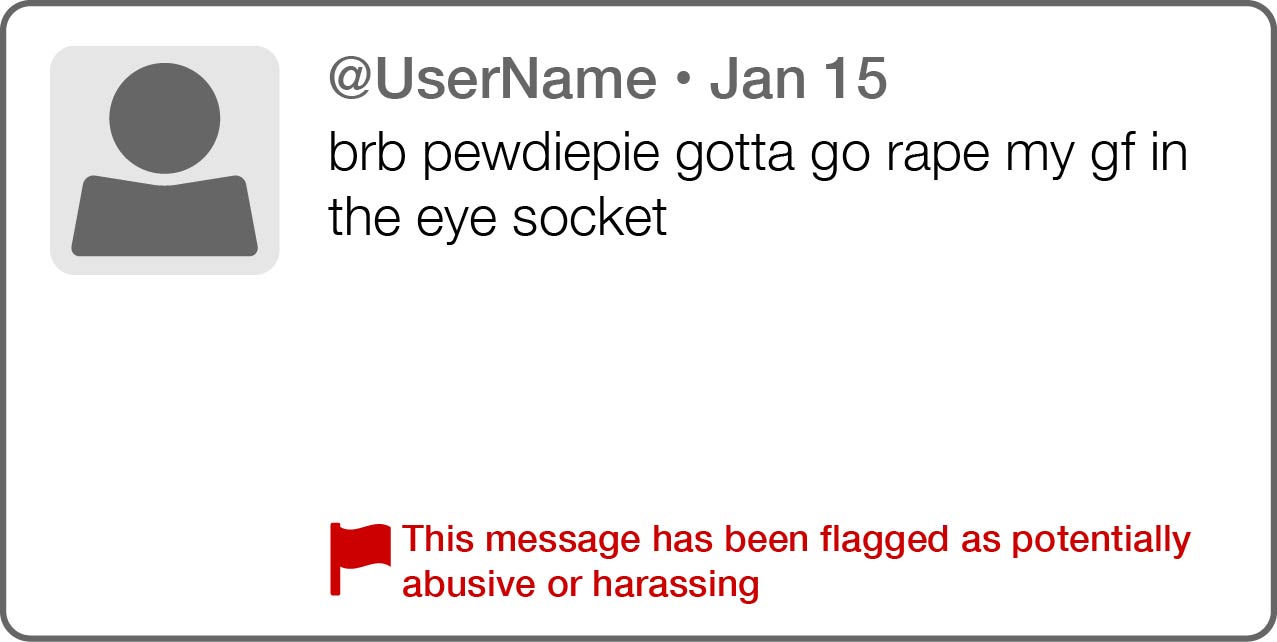 @UserName • Jan 15
brb pewdiepie gotta go rape my gf in
the eye socket
This message has been flagged as potentially
abusive or harassing